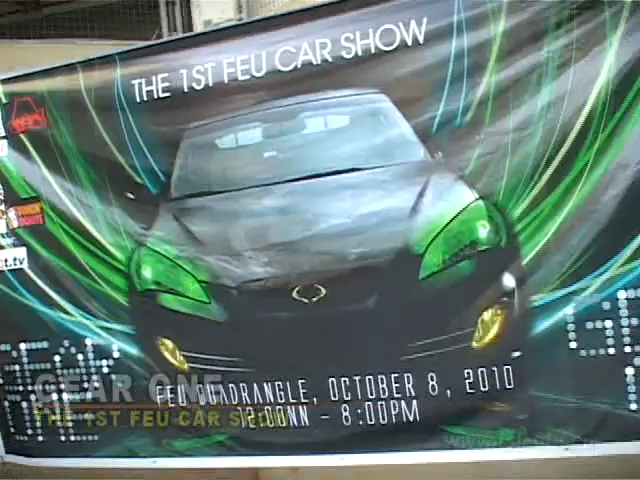 THE 1ST FEU CAR SHOW
t.tv
GEAR ONE
FEU QUADRANGLE, OCTOBER 8, 2010
THE 1ST FEU CAR
12:00NN - 8:00PM